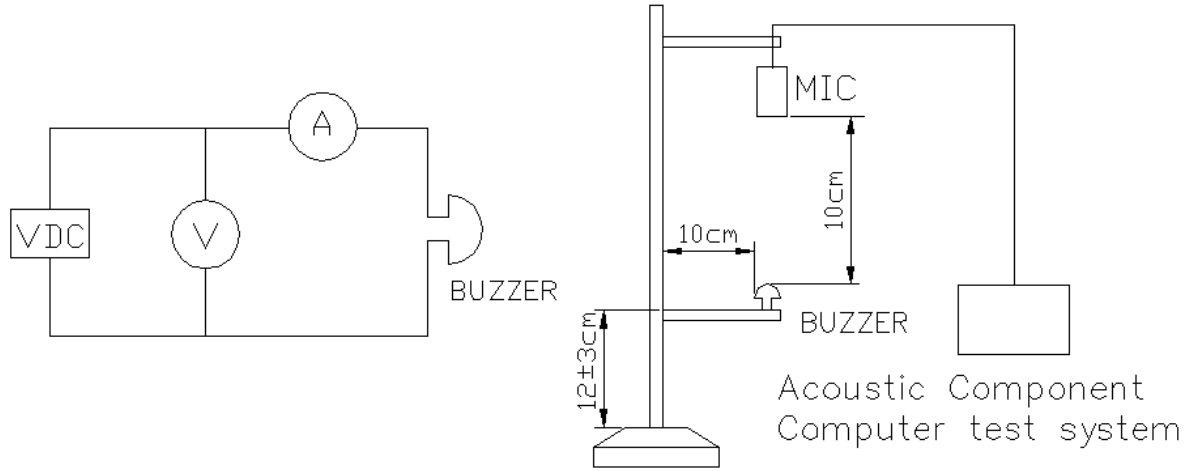 A
VDC
V
BUZZER
MIC
10cm
10cm
BUZZER
12±3cm
Acoustic Component
Computer test system